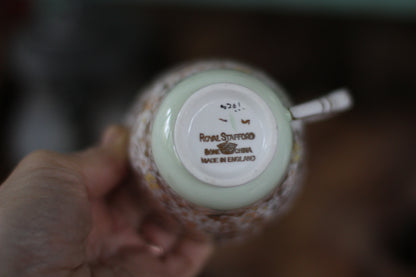 ROYAL STAFFORD
BONE CHINA
MADE IN ENGLAND